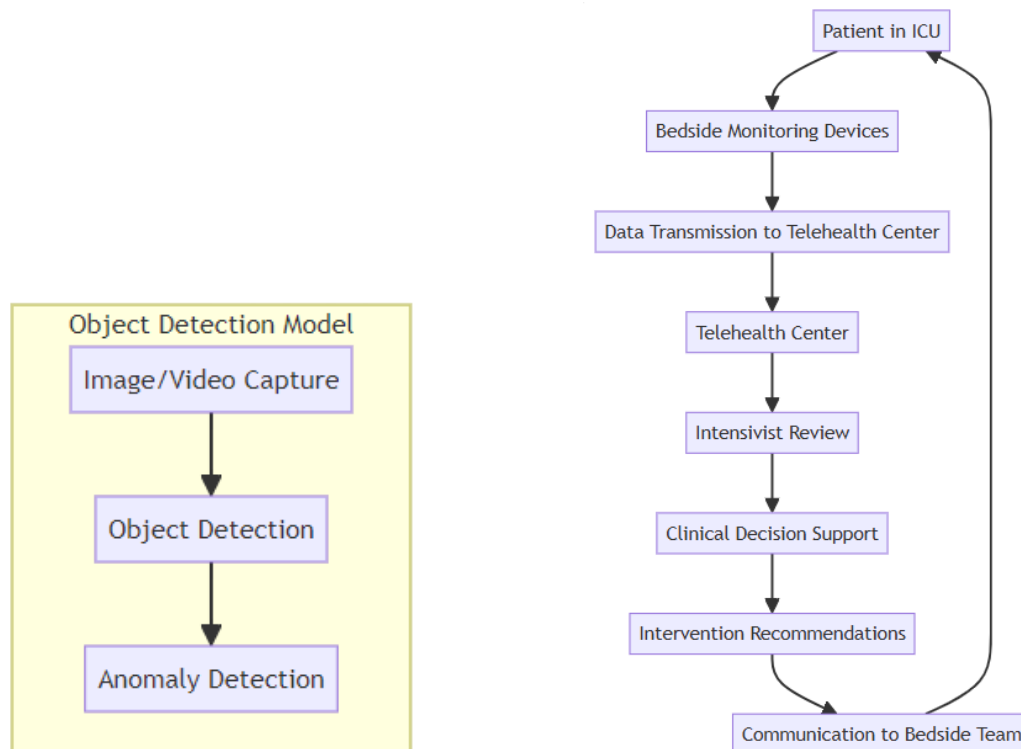 Object Detection Model
Image/Video Capture
Object Detection
Anomaly Detection
Patient in ICU
Bedside Monitoring Devices
Data Transmission to Telehealth Center
Telehealth Center
Intensivist Review
Clinical Decision Support
Intervention Recommendations
Communication to Bedside Team